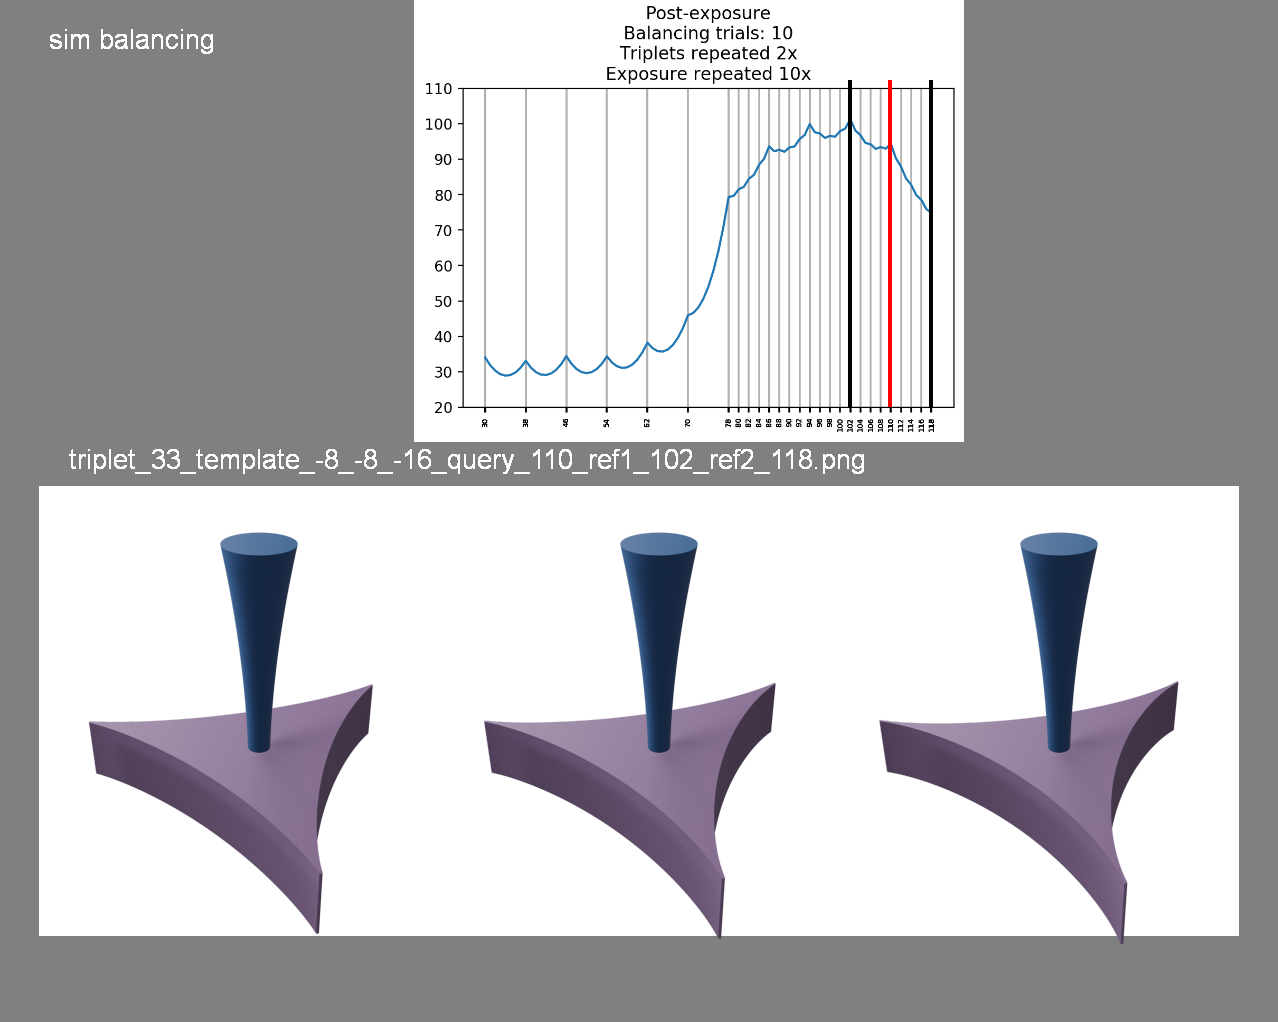 sim balancing
Post-exposure
Balancing trials: 10
Triplets repeated 2x
Exposure repeated 10x
110
100
90
80
70
60
50
40
30
20
30 38 46 54 62 70 78 80 82 84 86 88 90 92 94 96 98 100 102 104 106 108 110 112 114 116 118
triplet_33_template_-8_-8_-16_query_110_ref1_102_ref2_118.png